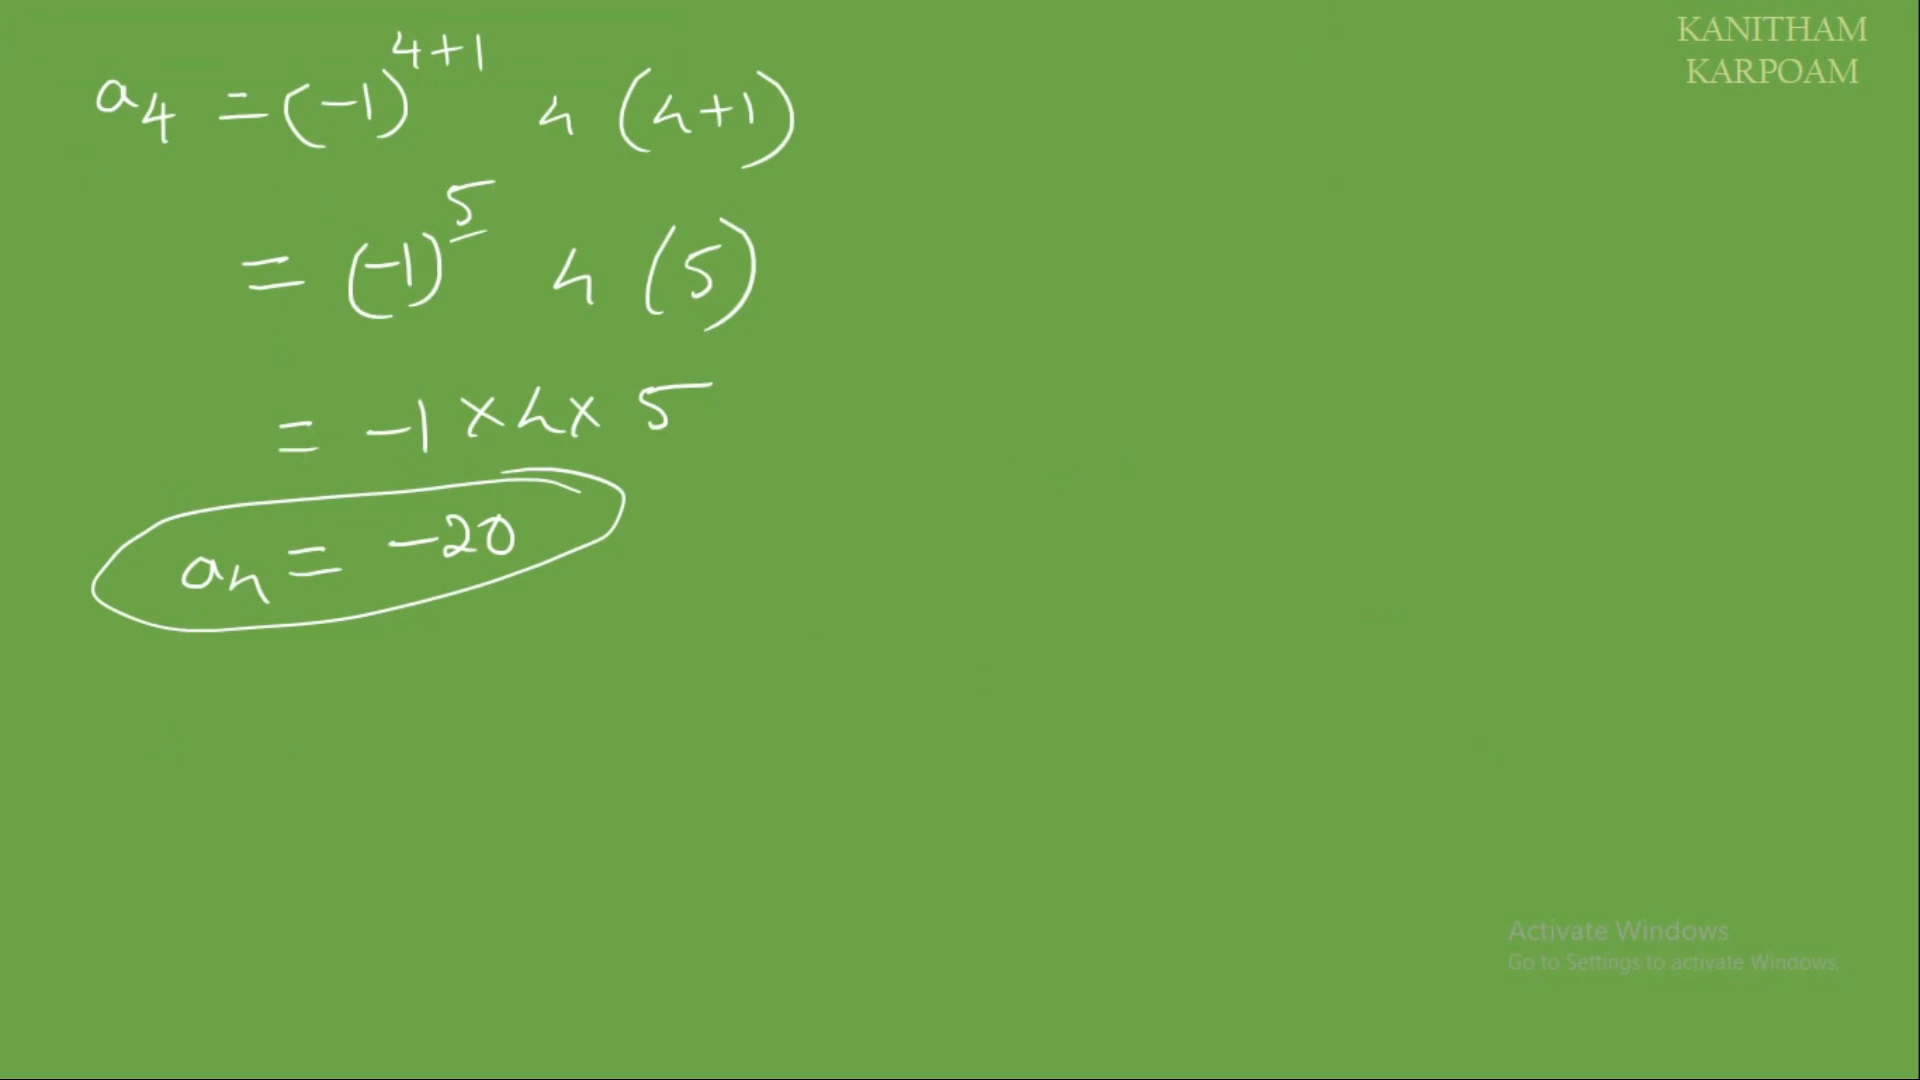 KANITHAM
KARPOAM
a₄ = (-1)⁴⁺¹ 4 (4+1)
= (-1)⁵ 4 (5)
= -1 × 4 × 5
a₄ = -20
Activate Windows
Go to Settings to activate Windows.